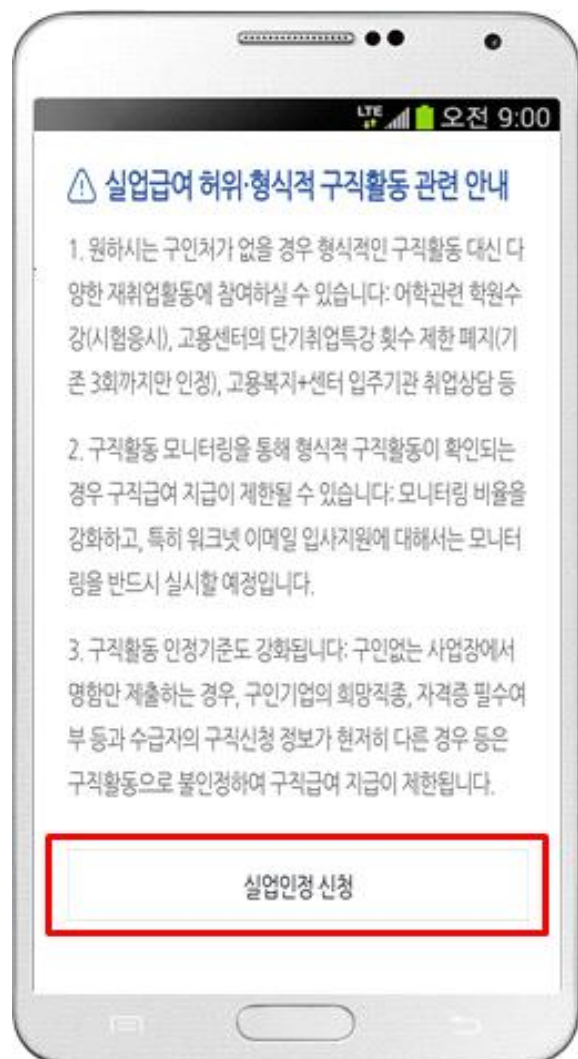 LTE 오전 9:00
실업급여 허위·형식적 구직활동 관련 안내
1. 원하시는 구인처가 없을 경우 형식적인 구직활동 대신 다
양한 재취업활동에 참여하실 수 있습니다: 어학관련 학원수
강(시험응시), 고용센터의 단기취업특강 횟수 제한 폐지(기
존 3회까지만 인정), 고용복지+센터 입주기관 취업상담 등
2. 구직활동 모니터링을 통해 형식적 구직활동이 확인되는
경우 구직급여 지급이 제한될 수 있습니다: 모니터링 비율을
강화하고, 특히 워크넷 이메일 입사지원에 대해서는 모니터
링을 반드시 실시할 예정입니다.
3. 구직활동 인정기준도 강화됩니다: 구인없는 사업장에서
명함만 제출하는 경우, 구인기업의 희망직종, 자격증 필수여
부 등과 수급자의 구직신청 정보가 현저히 다른 경우 등은
구직활동으로 불인정하여 구직급여 지급이 제한됩니다.
실업인정 신청